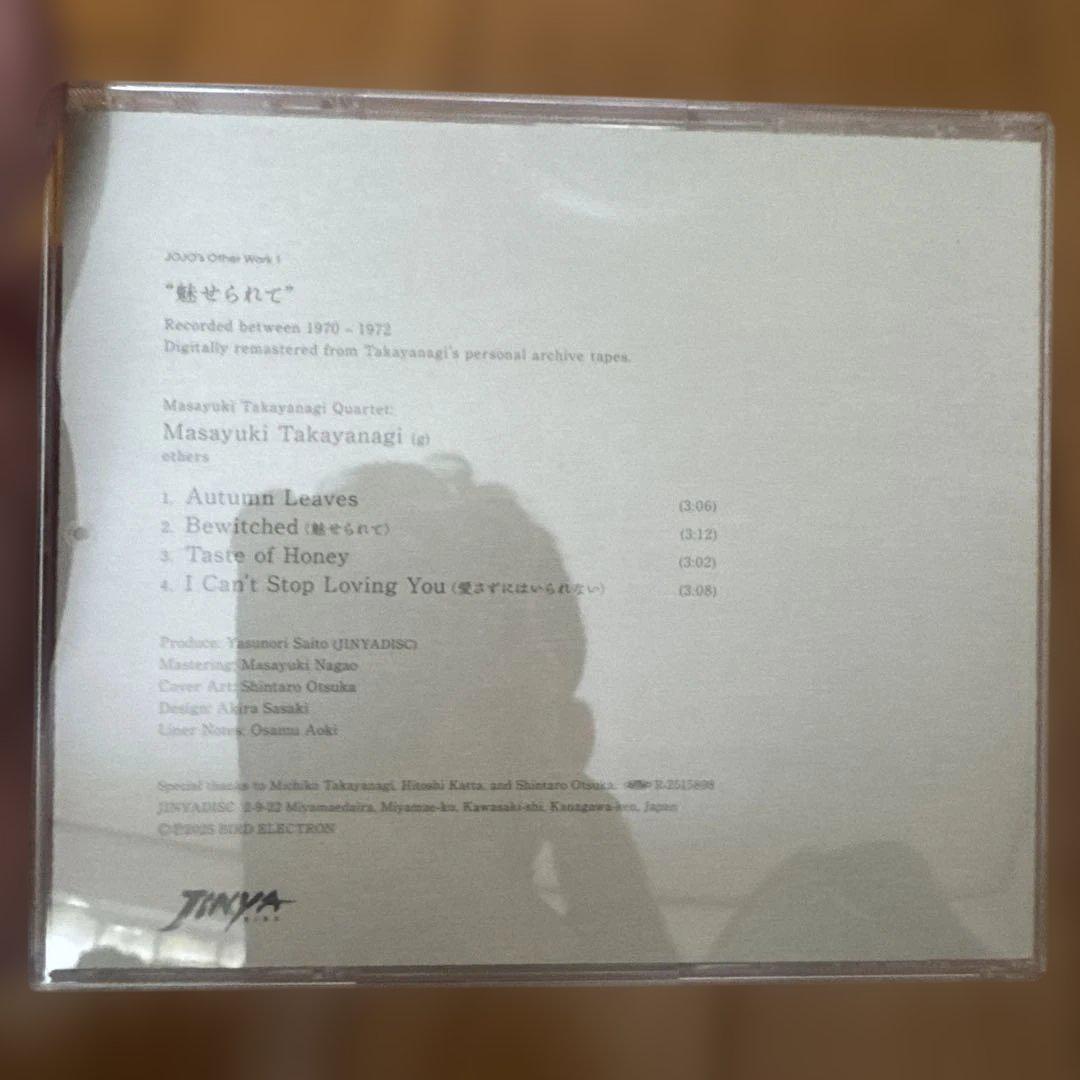 JOJO's Other Work 1
“魅せられて”
Recorded between 1970 – 1972
Digitally remastered from Takayanagi's personal archive tapes.
Masayuki Takayanagi Quartet:
Masayuki Takayanagi (g)
others
1. Autumn Leaves (3:06)
2. Bewitched (魅せられて) (3:12)
3. Taste of Honey (3:02)
4. I Can't Stop Loving You (愛さずにはいられない) (3:08)
Produce: Yasunori Saito (JINYADISC)
Mastering: Masayuki Nagao
Cover Art: Shintaro Otsuka
Design: Akira Sasaki
Liner Notes: Osamu Aoki
Special thanks to Michiko Takayanagi, Hitoshi Katta, and Shintaro Otsuka. R-2515898
JINYADISC 2-9-22 Miyamaedaira, Miyamae-ku, Kawasaki-shi, Kanagawa-ken, Japan
©℗2025 BIRD ELECTRON
JINYA